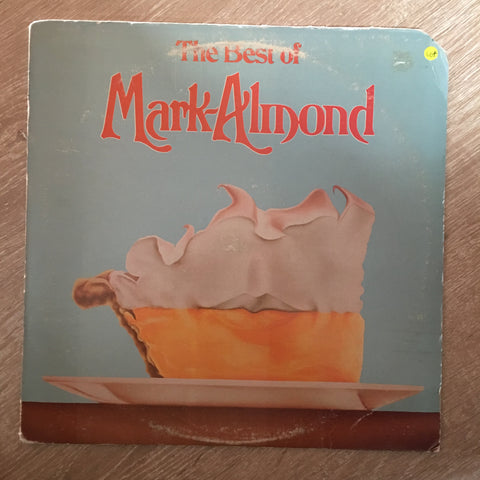 The Best of
Mark-Almond